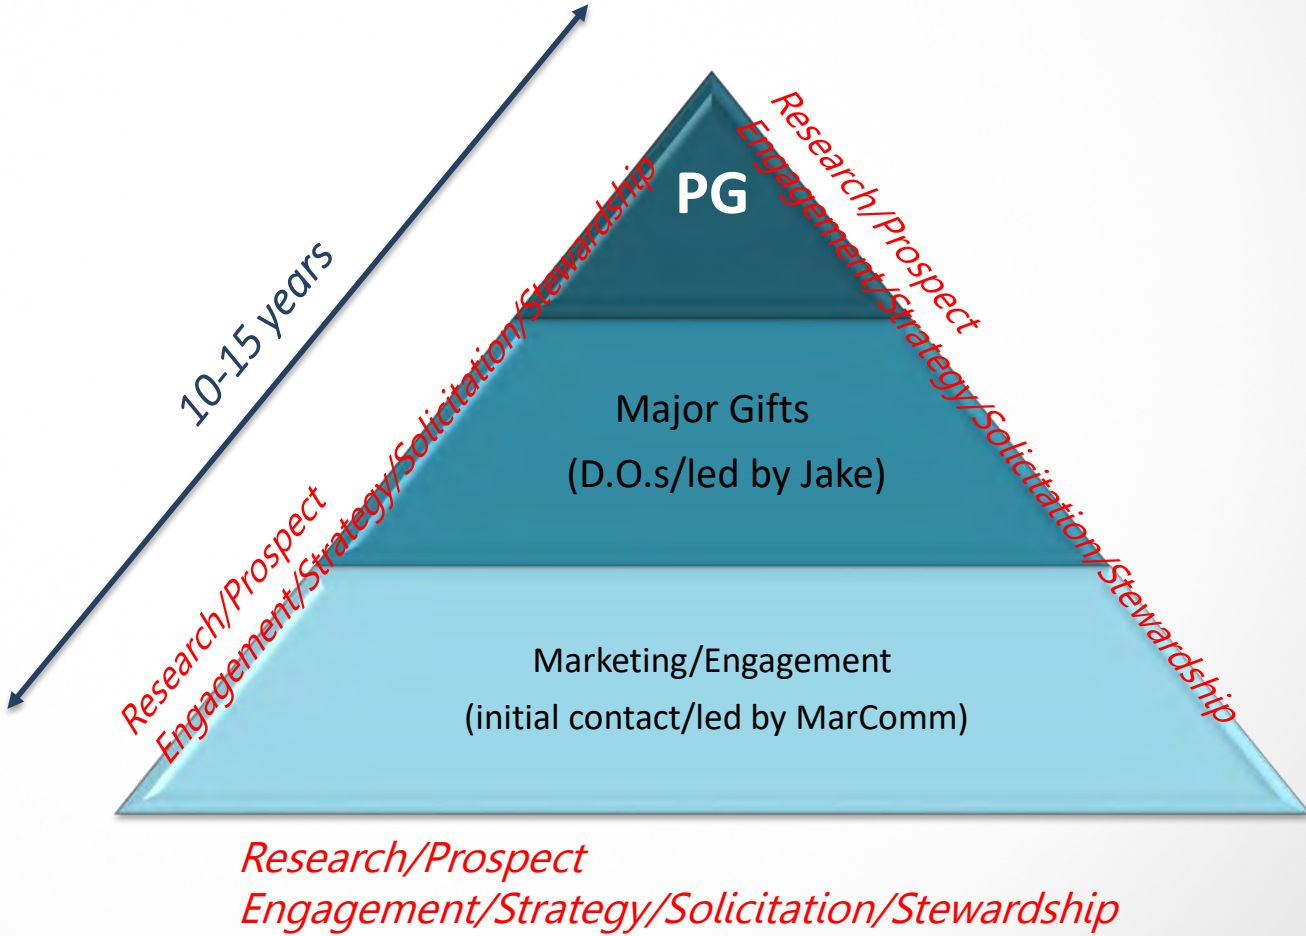 10-15 years
Research/Prospect
Engagement/Strategy/Solicitation/Stewardship
PG
Research/Prospect
Engagement/Strategy/Solicitation/Stewardship
Major Gifts
(D.O.s/led by Jake)
Marketing/Engagement
(initial contact/led by MarComm)
Research/Prospect
Engagement/Strategy/Solicitation/Stewardship